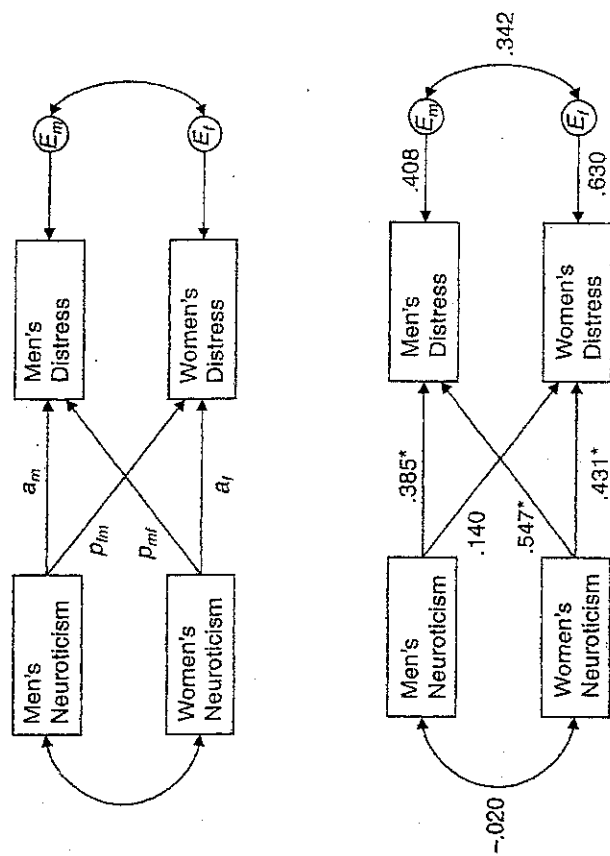 Men's
Neuroticism
a_m
Men's
Distress
E_m
p_fm
p_mf
Women's
Neuroticism
a_f
Women's
Distress
E_f
Men's
Neuroticism
.385*
Men's
Distress
.408
E_m
-.020
.140
.547*
.342
Women's
Neuroticism
.431*
Women's
Distress
.630
E_f